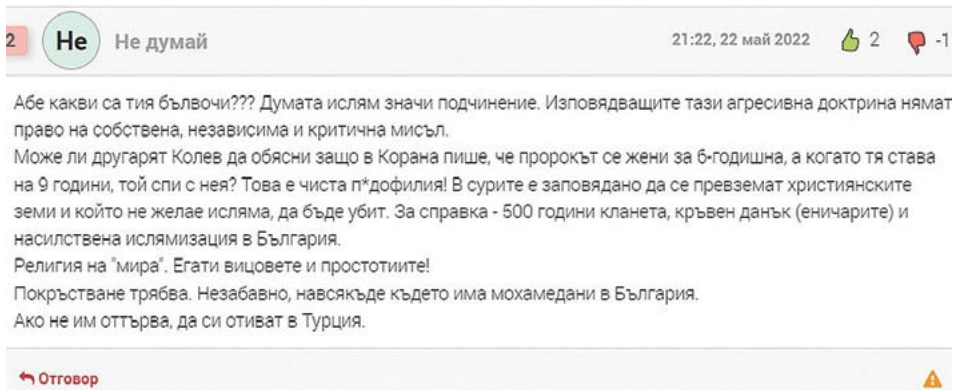 2 Не Не думай 21:22, 22 май 2022 2 -1
Абе какви са тия бълвочи??? Думата ислям значи подчинение. Изповядващите тази агресивна доктрина нямат
право на собствена, независима и критична мисъл.
Може ли другарят Колев да обясни защо в Корана пише, че пророкът се жени за 6-годишна, а когато тя става
на 9 години, той спи с нея? Това е чиста п*дофилия! В сурите е заповядано да се превземат християнските
земи и който не желае исляма, да бъде убит. За справка - 500 години кланета, кръвен данък (еничарите) и
насилствена ислямизация в България.
Религия на "мира". Егати вицовете и простотиите!
Покръстване трябва. Незабавно, навсякъде където има мохамедани в България.
Ако не им оттърва, да си отиват в Турция.
Отговор